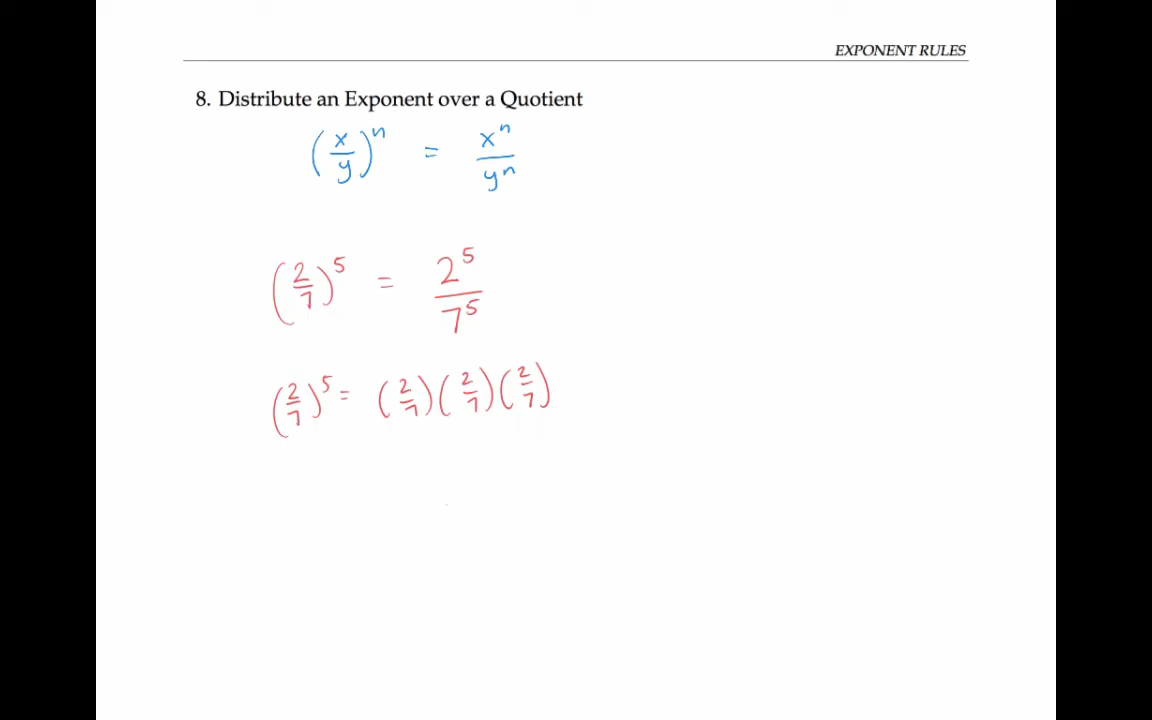 EXPONENT RULES
8. Distribute an Exponent over a Quotient
(x/y)^n = x^n/y^n
(2/7)^5 = 2^5/7^5
(2/7)^5 = (2/7)(2/7)(2/7)